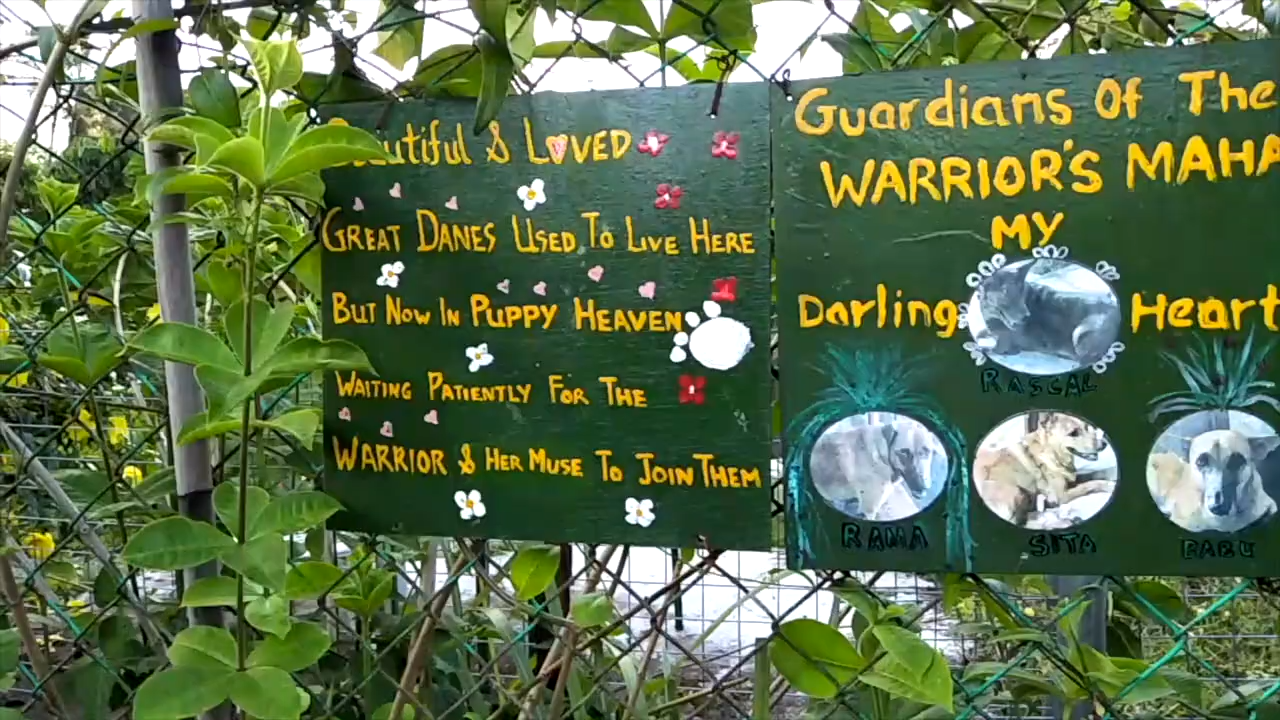 Beautiful & LOVED
GREAT DANES USED TO LIVE HERE
BUT NOW IN PUPPY HEAVEN
WAITING PATIENTLY FOR THE
WARRIOR & HER MUSE TO JOIN THEM
Guardians Of The
WARRIOR'S MAHA
MY
Darling Heart
RASCAL
RAMA SITA BABU